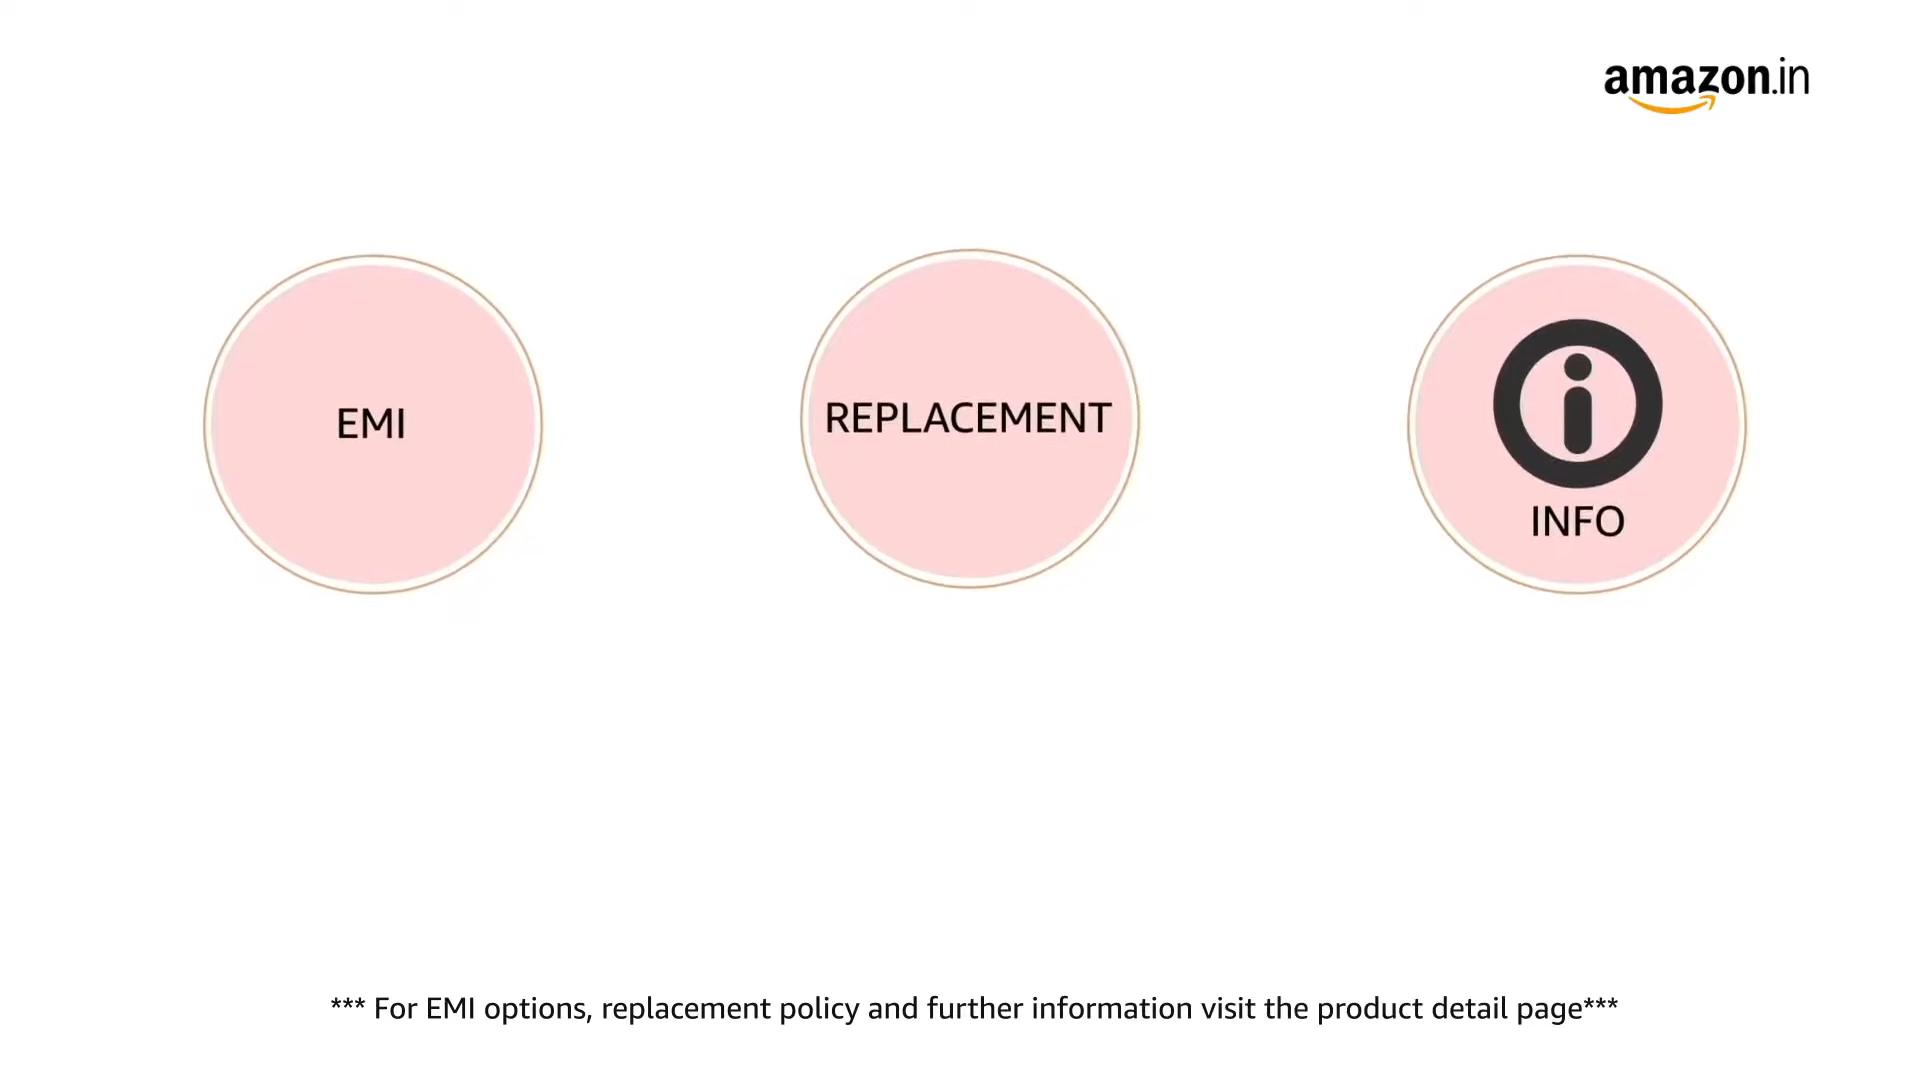 amazon.in
EMI
REPLACEMENT
INFO
*** For EMI options, replacement policy and further information visit the product detail page***